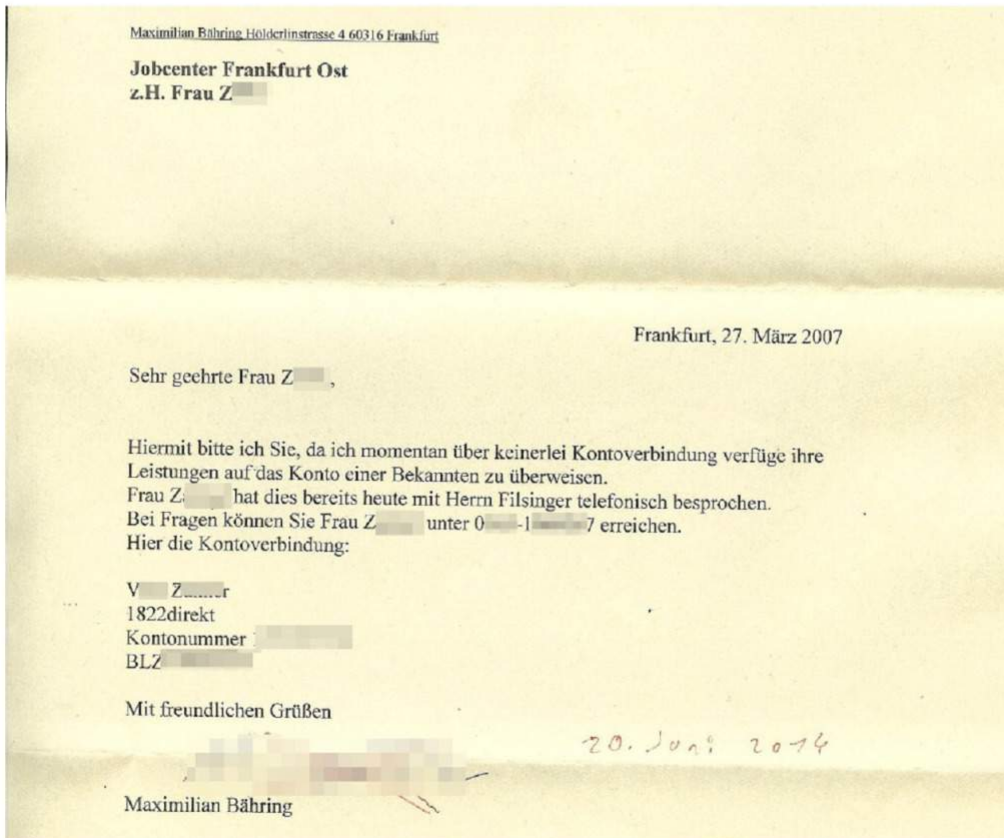 Maximilian Bähring Hölderlinstrasse 4 60316 Frankfurt
Jobcenter Frankfurt Ost
z.H. Frau Z
Frankfurt, 27. März 2007
Sehr geehrte Frau Z ,
Hiermit bitte ich Sie, da ich momentan über keinerlei Kontoverbindung verfüge ihre
Leistungen auf das Konto einer Bekannten zu überweisen.
Frau Z hat dies bereits heute mit Herrn Filsinger telefonisch besprochen.
Bei Fragen können Sie Frau Z unter 0 -1 7 erreichen.
Hier die Kontoverbindung:
V Z r
1822direkt
Kontonummer
BLZ
Mit freundlichen Grüßen
20. Juni 2014
Maximilian Bähring